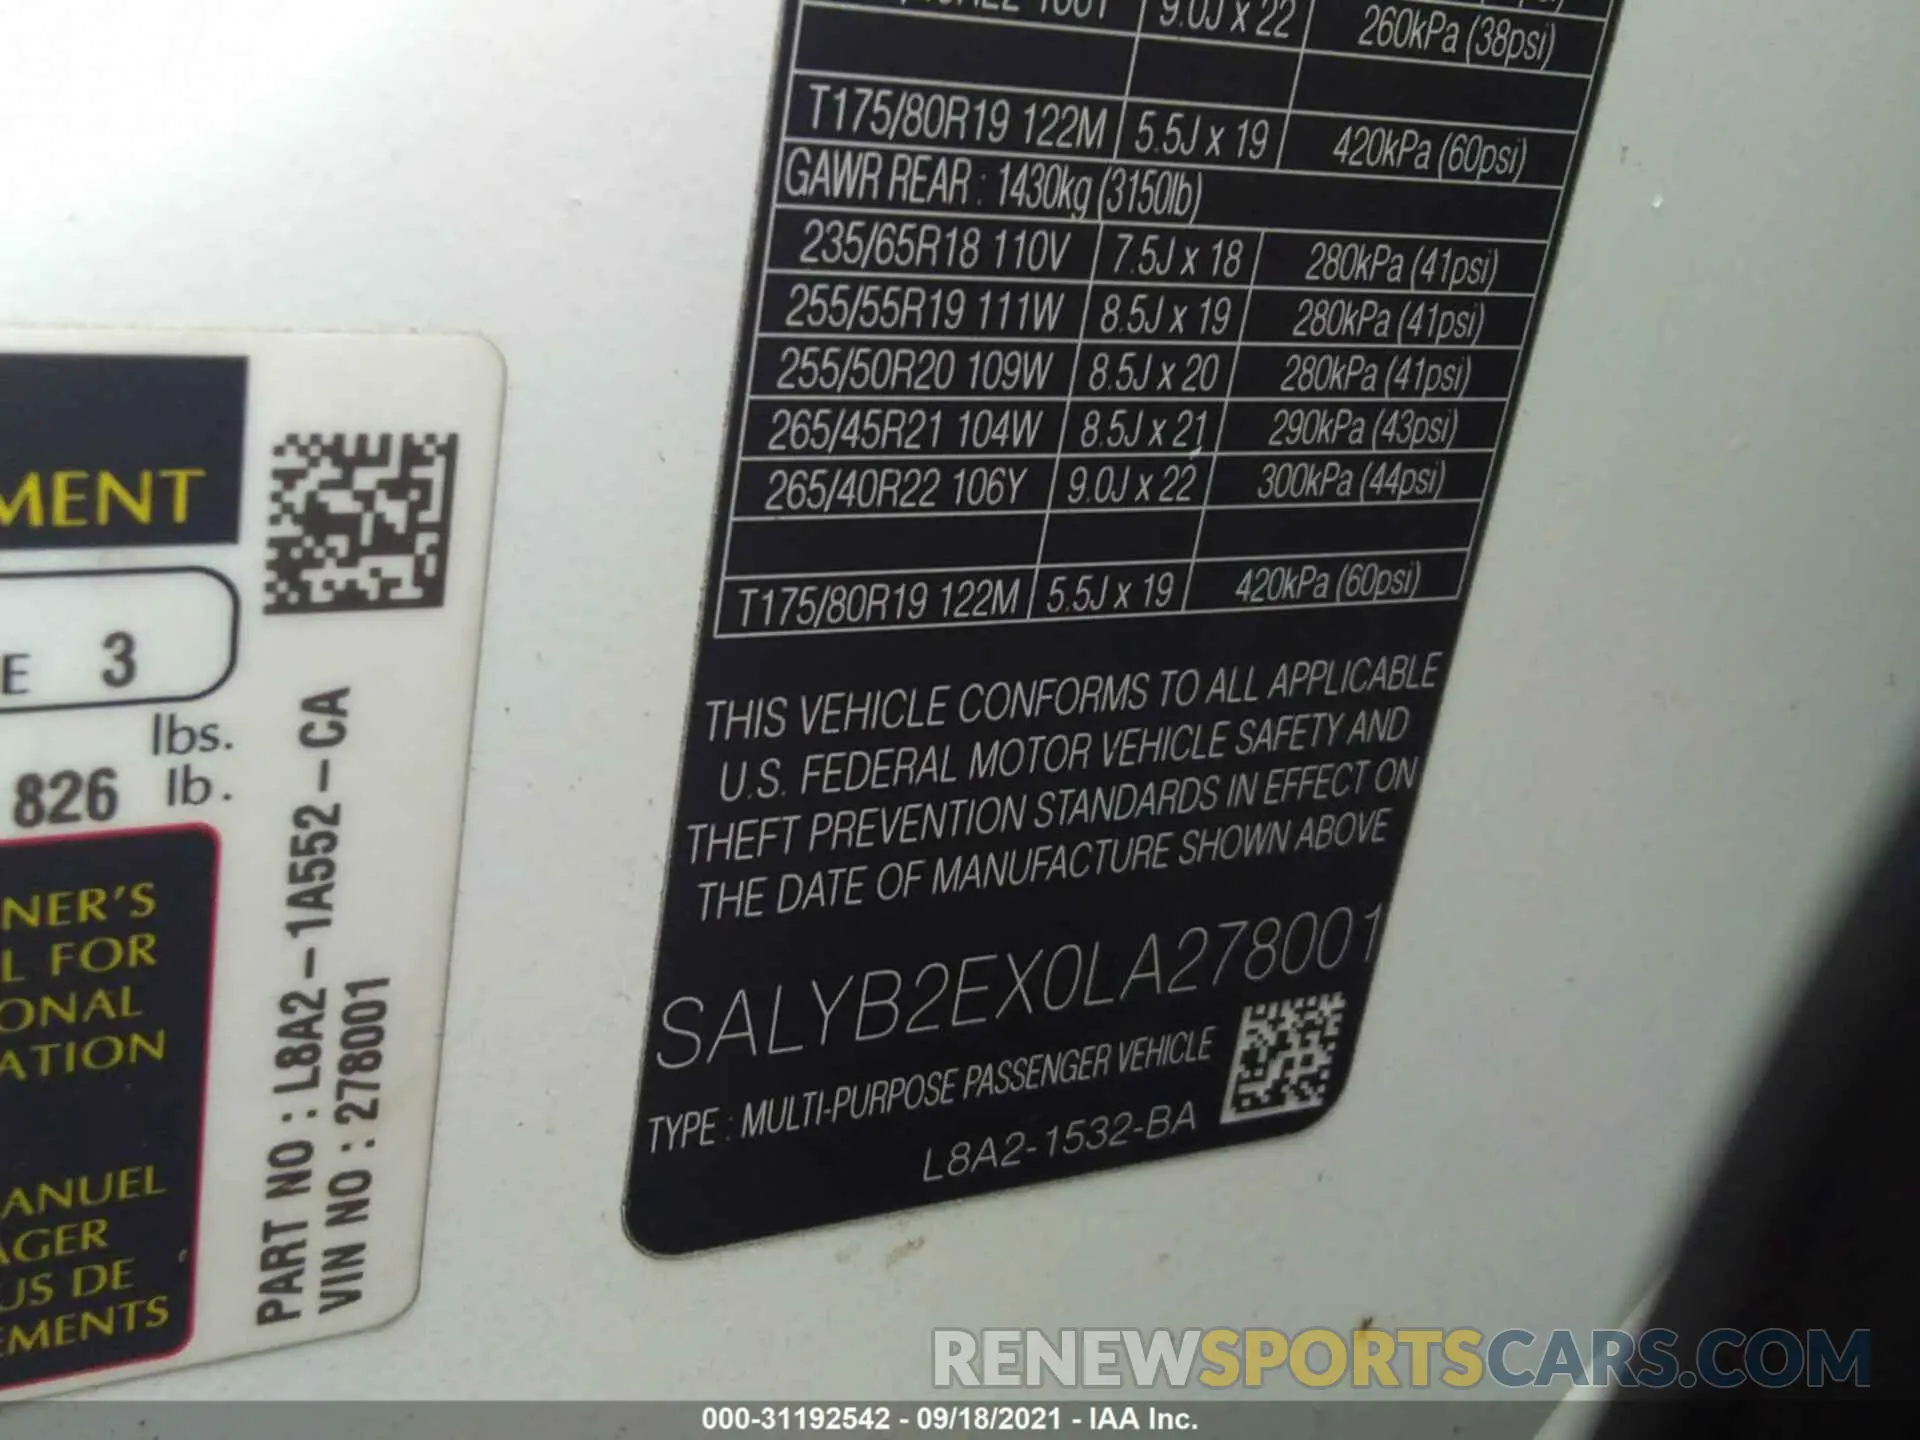 9.0J x 22 260kPa (38psi)
T175/80R19 122M 5.5J x 19 420kPa (60psi)
GAWR REAR : 1430kg (3150lb)
235/65R18 110V 7.5J x 18 280kPa (41psi)
255/55R19 111W 8.5J x 19 280kPa (41psi)
255/50R20 109W 8.5J x 20 280kPa (41psi)
265/45R21 104W 8.5J x 21 290kPa (43psi)
265/40R22 106Y 9.0J x 22 300kPa (44psi)
T175/80R19 122M 5.5J x 19 420kPa (60psi)
THIS VEHICLE CONFORMS TO ALL APPLICABLE
U.S. FEDERAL MOTOR VEHICLE SAFETY AND
THEFT PREVENTION STANDARDS IN EFFECT ON
THE DATE OF MANUFACTURE SHOWN ABOVE
SALYB2EX0LA278001
TYPE : MULTI-PURPOSE PASSENGER VEHICLE
L8A2-1532-BA
MENT
E 3
lbs.
826 lb.
NER'S
L FOR
ONAL
ATION
ANUEL
AGER
US DE
EMENTS
PART NO : L8A2-1A552-CA
VIN NO : 278001
RENEWSPORTSCARS.COM
000-31192542 - 09/18/2021 - IAA Inc.